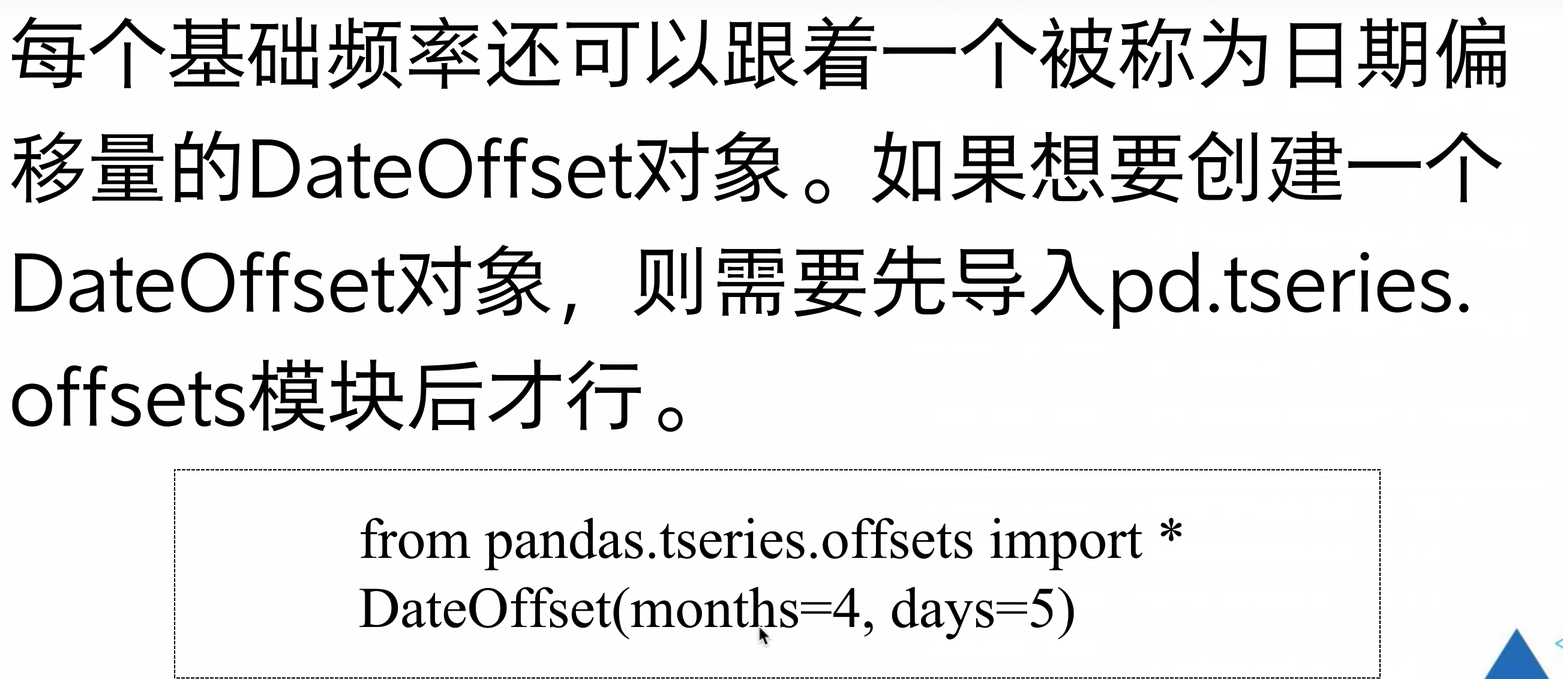 每个基础频率还可以跟着一个被称为日期偏
移量的DateOffset对象。如果想要创建一个
DateOffset对象，则需要先导入pd.tseries.
offsets模块后才行。
from pandas.tseries.offsets import *
DateOffset(months=4, days=5)